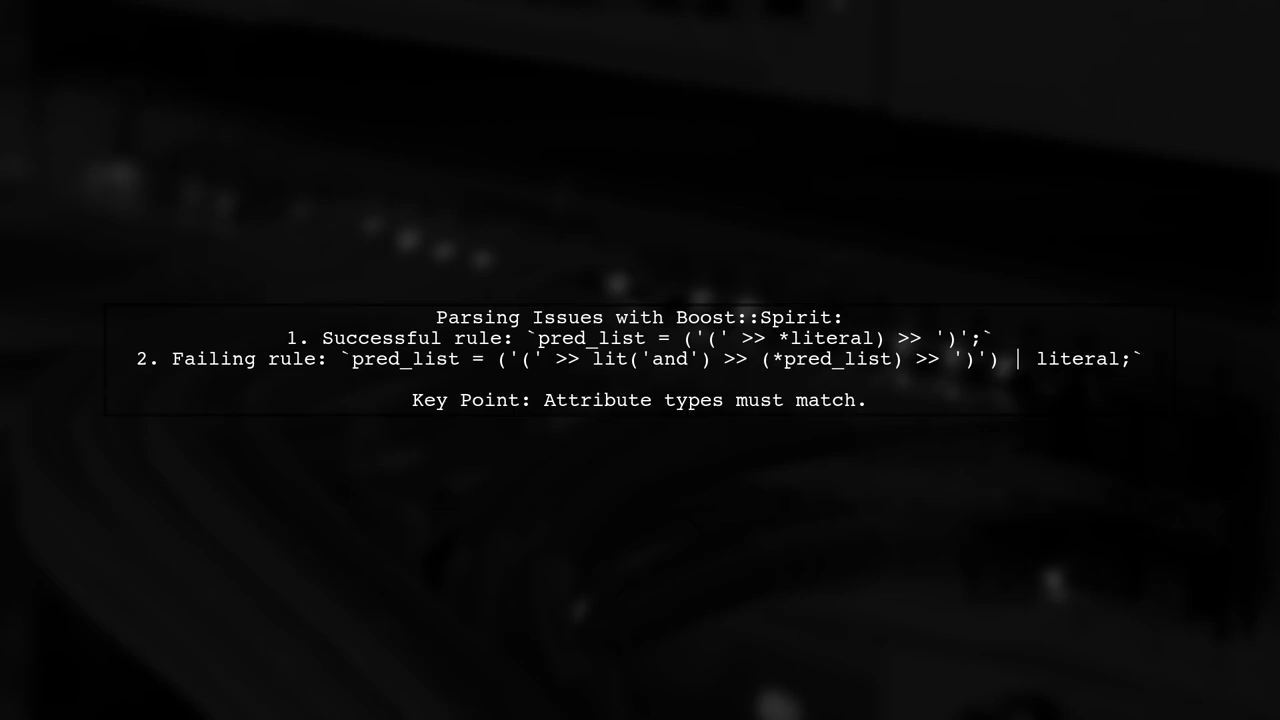 Parsing Issues with Boost::Spirit:
1. Successful rule: `pred_list = ('(' >> *literal) >> ')';`
2. Failing rule: `pred_list = ('(' >> lit('and') >> (*pred_list) >> ')') | literal;`
Key Point: Attribute types must match.